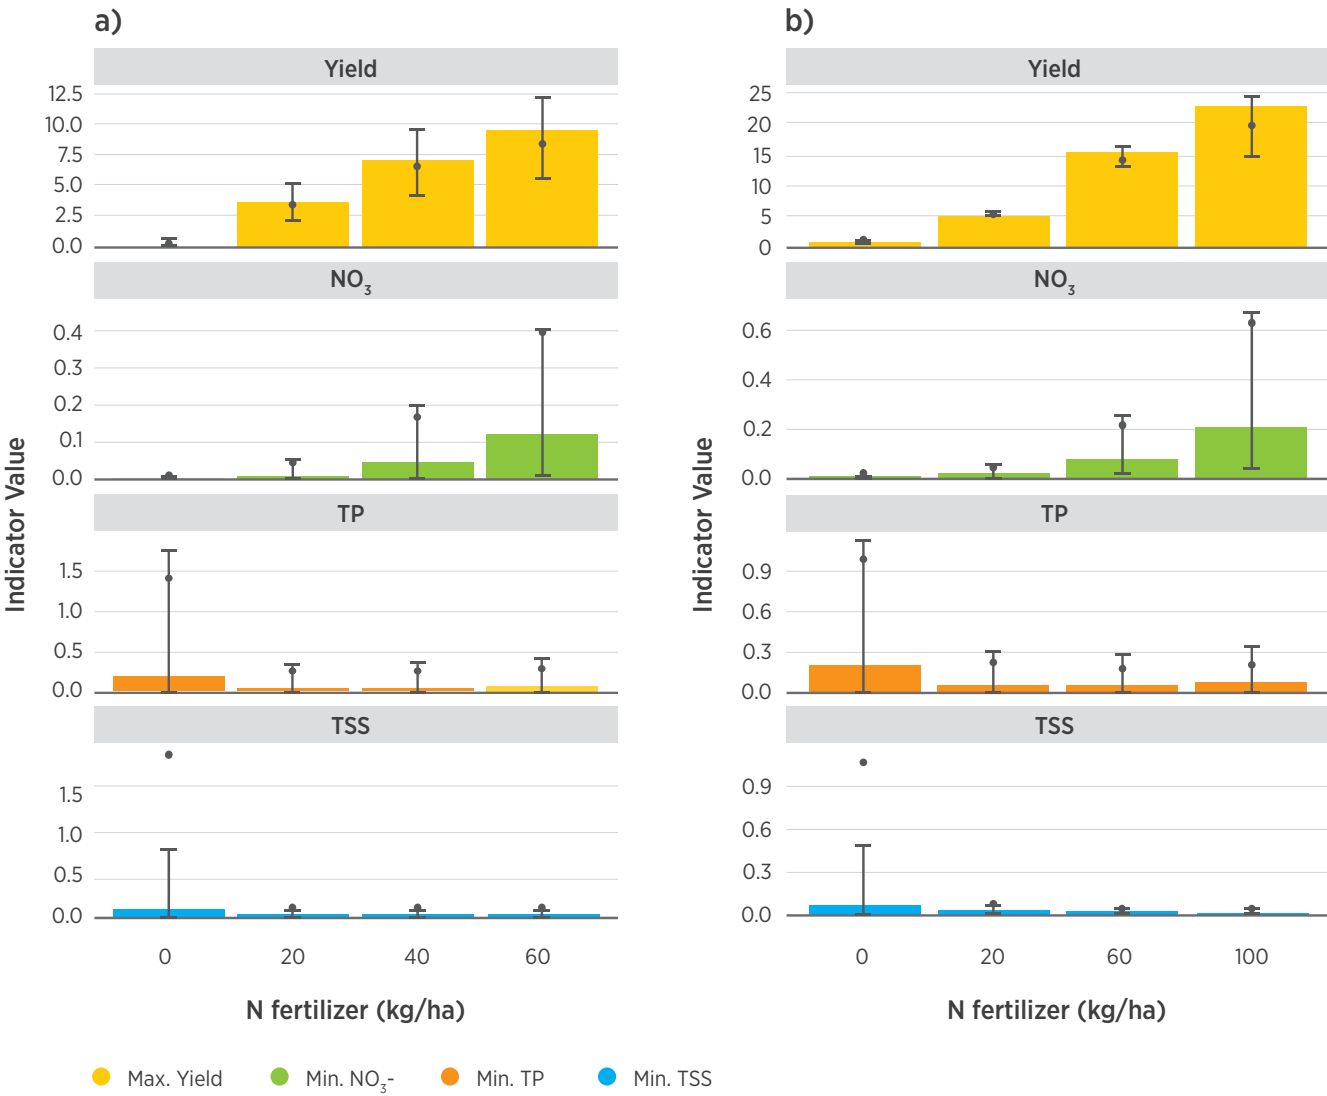 a)
Yield
12.5
10.0
7.5
5.0
2.5
0.0
NO3
0.4
0.3
0.2
0.1
0.0
TP
1.5
1.0
0.5
0.0
TSS
1.5
1.0
0.5
0.0
0 20 40 60
N fertilizer (kg/ha)
Indicator Value
b)
Yield
25
20
15
10
5
0
NO3
0.6
0.4
0.2
0.0
TP
0.9
0.6
0.3
0.0
TSS
0.9
0.6
0.3
0.0
0 20 60 100
N fertilizer (kg/ha)
Indicator Value
Max. Yield Min. NO3- Min. TP Min. TSS